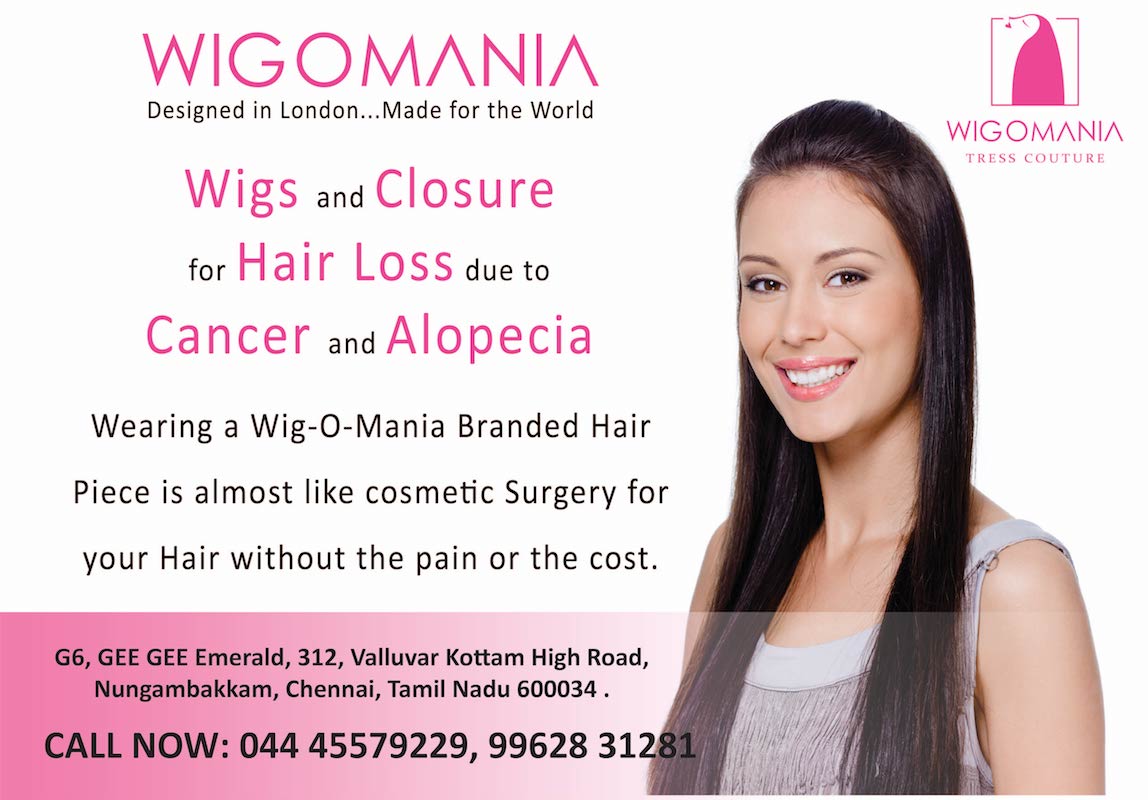 WIGOMANIA
Designed in London...Made for the World
WIGOMANIA
TRESS COUTURE
Wigs and Closure
for Hair Loss due to
Cancer and Alopecia
Wearing a Wig-O-Mania Branded Hair
Piece is almost like cosmetic Surgery for
your Hair without the pain or the cost.
G6, GEE GEE Emerald, 312, Valluvar Kottam High Road,
Nungambakkam, Chennai, Tamil Nadu 600034 .
CALL NOW: 044 45579229, 99628 31281